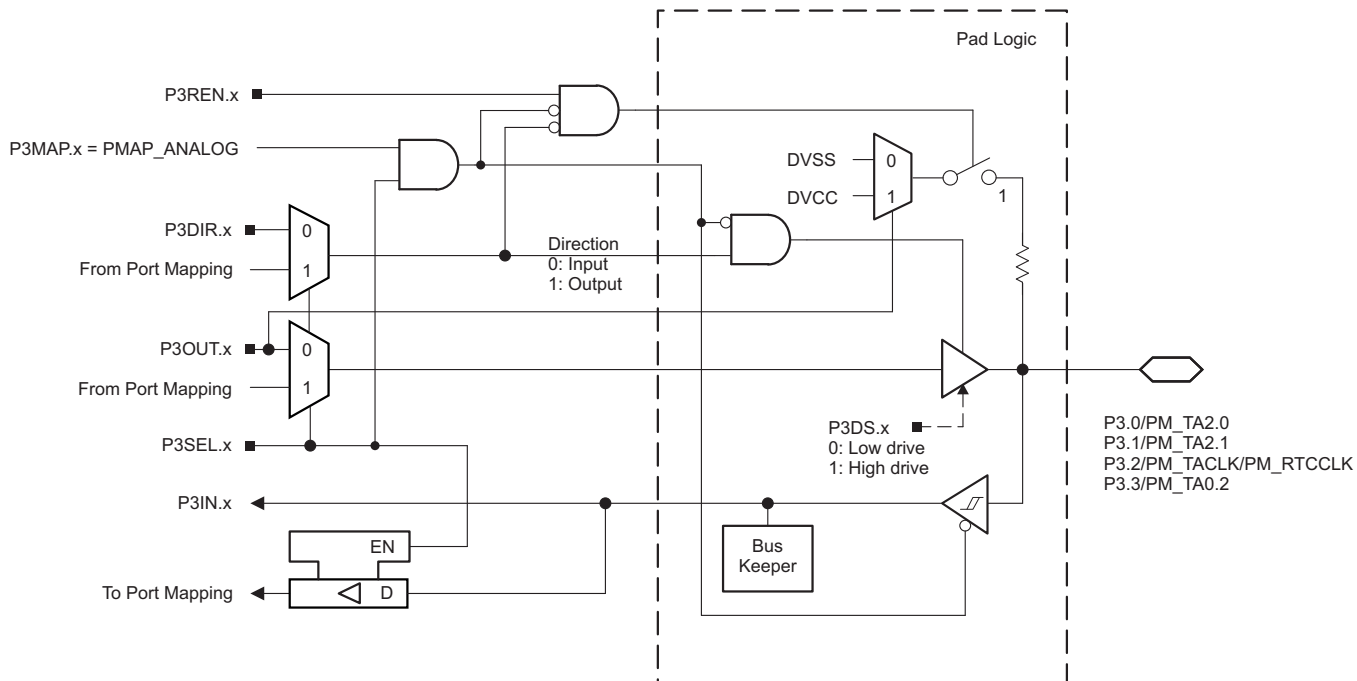 Pad Logic
P3REN.x
P3MAP.x = PMAP_ANALOG
DVSS
0
DVCC
1
1
P3DIR.x
0
Direction
0: Input
1: Output
From Port Mapping
1
P3OUT.x
0
From Port Mapping
1
P3SEL.x
P3DS.x
0: Low drive
1: High drive
P3.0/PM_TA2.0
P3.1/PM_TA2.1
P3.2/PM_TACLK/PM_RTCCLK
P3.3/PM_TA0.2
P3IN.x
EN
Bus
Keeper
To Port Mapping
D